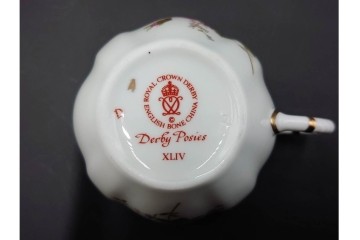 ROYAL CROWN DERBY
ENGLISH BONE CHINA
©
Derby Posies
XLIV